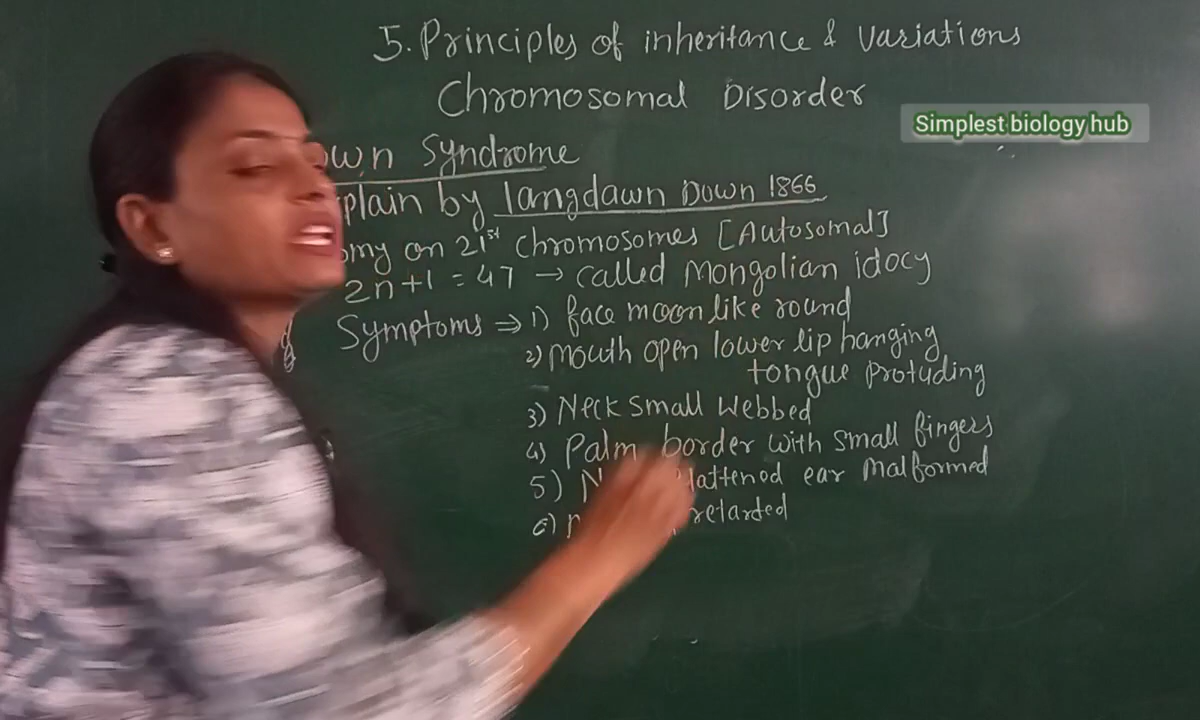 5. Principles of inheritance & Variations
Chromosomal Disorder
Simplest biology hub
own Syndrome
plain by langdawn Down 1866
omy on 21st Chromosomes [Autosomal]
2n+1 = 47 → called Mongolian idocy
Symptoms ⇒ 1) face moon like round
2) Mouth open lower lip hanging
tongue Protuding
3) Neck small webbed
4) Palm border with small fingers
5) N lattened ear malformed
6) retarded